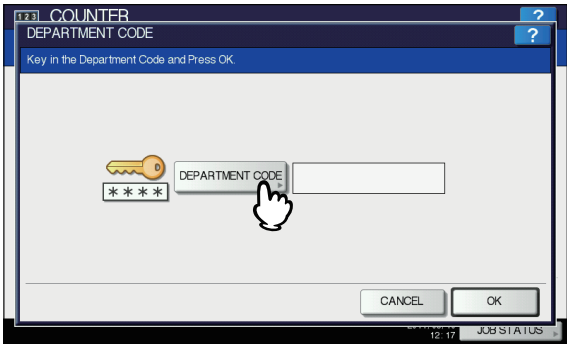 123 COUNTER ?
DEPARTMENT CODE ?
Key in the Department Code and Press OK.
DEPARTMENT CODE
****
CANCEL OK
12:17 JOB STATUS